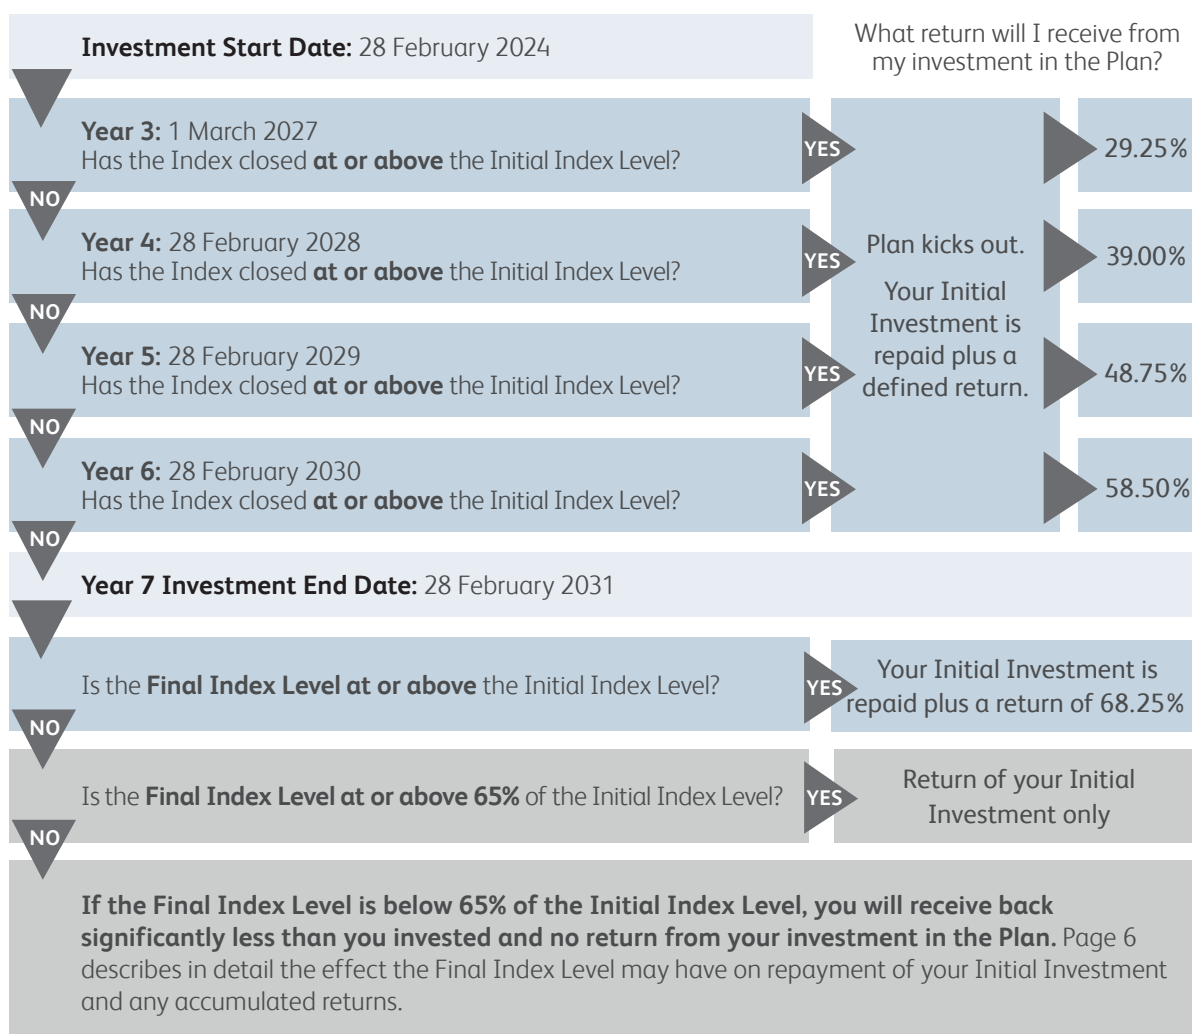 Investment Start Date: 28 February 2024
What return will I receive from
my investment in the Plan?
Year 3: 1 March 2027
Has the Index closed at or above the Initial Index Level?
YES
29.25%
NO
Year 4: 28 February 2028
Has the Index closed at or above the Initial Index Level?
YES
Plan kicks out.
Your Initial
Investment is
repaid plus a
defined return.
39.00%
NO
Year 5: 28 February 2029
Has the Index closed at or above the Initial Index Level?
YES
48.75%
NO
Year 6: 28 February 2030
Has the Index closed at or above the Initial Index Level?
YES
58.50%
NO
Year 7 Investment End Date: 28 February 2031
Is the Final Index Level at or above the Initial Index Level?
YES
Your Initial Investment is
repaid plus a return of 68.25%
NO
Is the Final Index Level at or above 65% of the Initial Index Level?
YES
Return of your Initial
Investment only
NO
If the Final Index Level is below 65% of the Initial Index Level, you will receive back
significantly less than you invested and no return from your investment in the Plan. Page 6
describes in detail the effect the Final Index Level may have on repayment of your Initial Investment
and any accumulated returns.